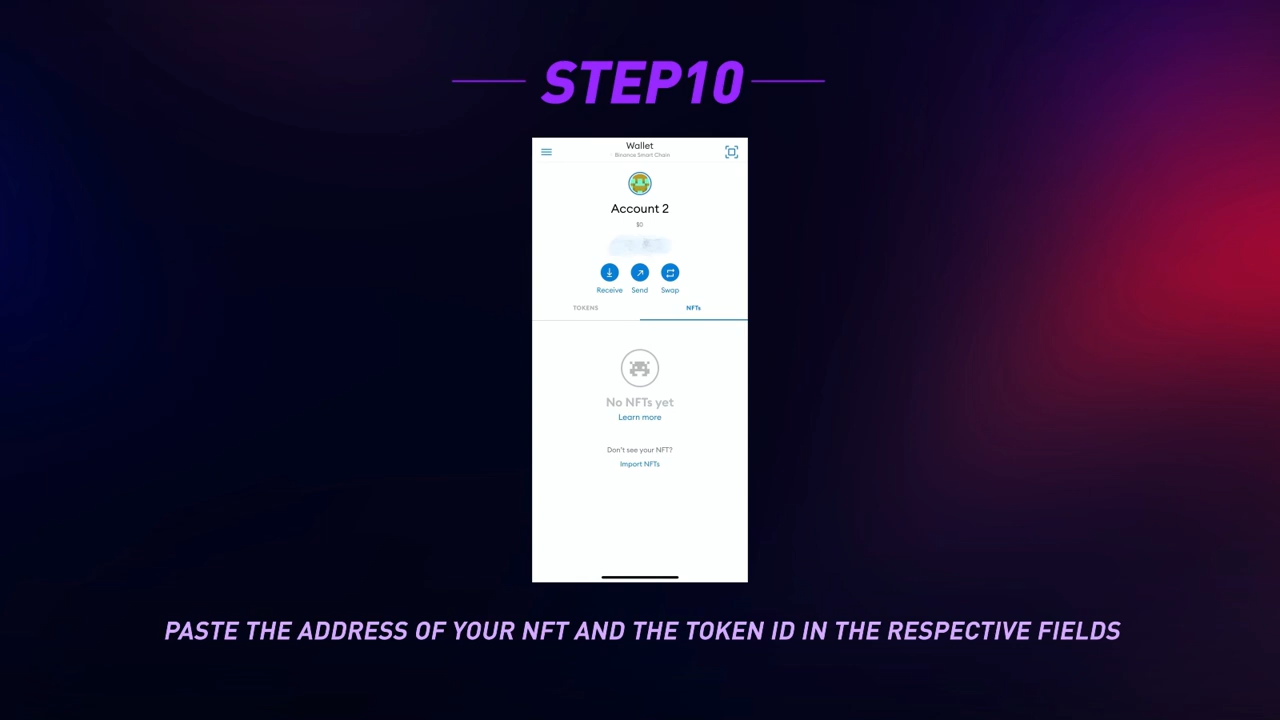 STEP10
Wallet
Binance Smart Chain
Account 2
$0
Receive Send Swap
TOKENS NFTs
No NFTs yet
Learn more
Don't see your NFT?
Import NFTs
PASTE THE ADDRESS OF YOUR NFT AND THE TOKEN ID IN THE RESPECTIVE FIELDS